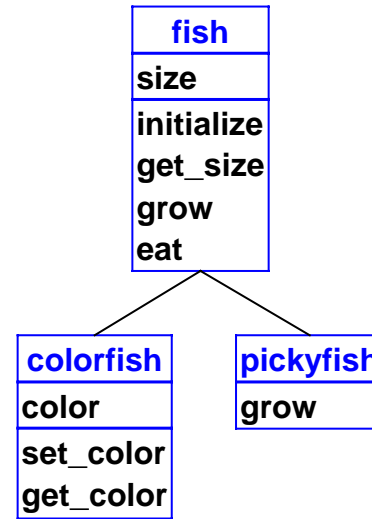 fish
size
initialize
get_size
grow
eat
colorfish
color
set_color
get_color
pickyfish
grow